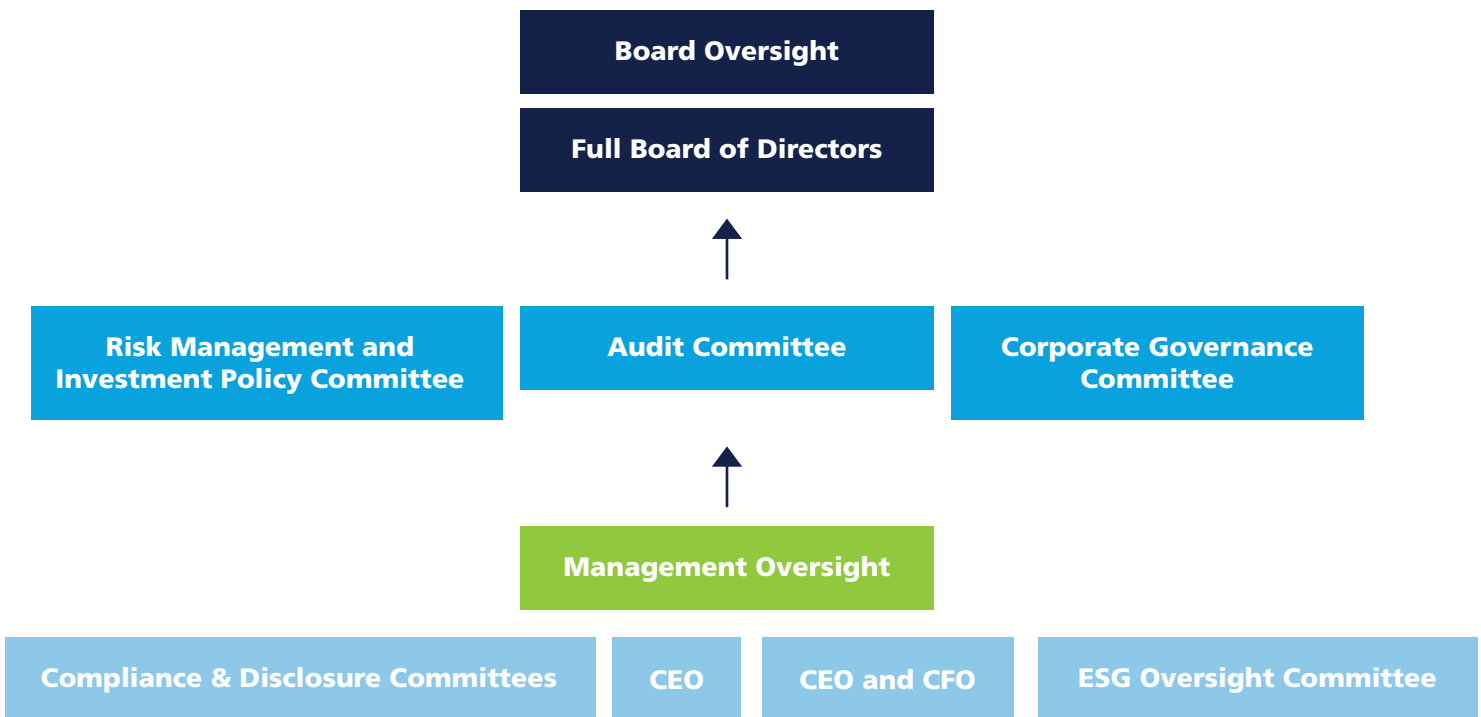 Board Oversight
Full Board of Directors
Risk Management and
Investment Policy Committee
Audit Committee
Corporate Governance
Committee
Management Oversight
Compliance & Disclosure Committees
CEO
CEO and CFO
ESG Oversight Committee